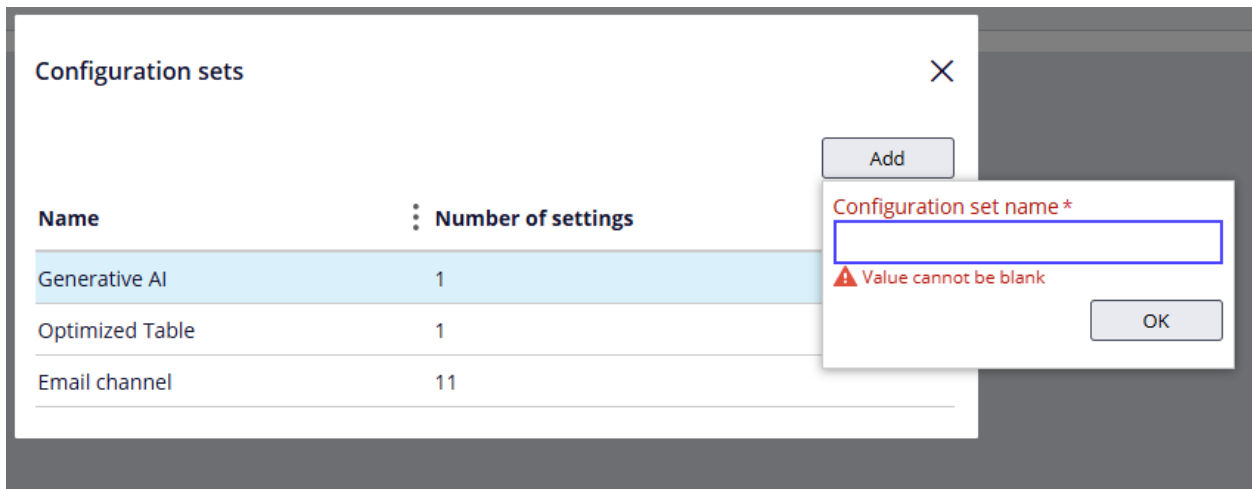 Configuration sets
Add
Configuration set name *
Value cannot be blank
OK
Name Number of settings
Generative AI 1
Optimized Table 1
Email channel 11